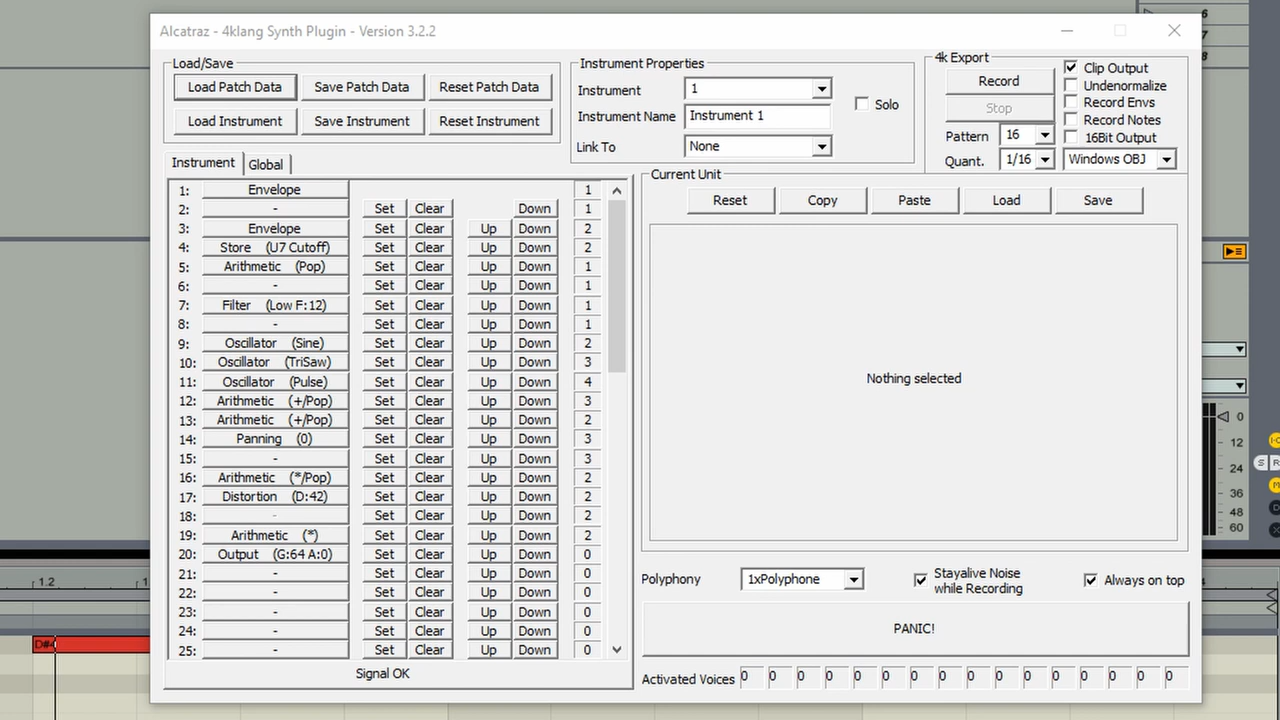 Alcatraz - 4klang Synth Plugin - Version 3.2.2
Load/Save
Load Patch Data Save Patch Data Reset Patch Data
Load Instrument Save Instrument Reset Instrument
Instrument Properties
Instrument 1
Instrument Name Instrument 1
Solo
Link To None
4k Export
Record
Stop
Pattern 16
Quant. 1/16
Clip Output
Undenormalize
Record Envs
Record Notes
16Bit Output
Windows OBJ
Instrument Global
1: Envelope 1
2: - Set Clear Down 1
3: Envelope Set Clear Up Down 2
4: Store (U7 Cutoff) Set Clear Up Down 2
5: Arithmetic (Pop) Set Clear Up Down 1
6: - Set Clear Up Down 1
7: Filter (Low F:12) Set Clear Up Down 1
8: - Set Clear Up Down 1
9: Oscillator (Sine) Set Clear Up Down 2
10: Oscillator (TriSaw) Set Clear Up Down 3
11: Oscillator (Pulse) Set Clear Up Down 4
12: Arithmetic (+/Pop) Set Clear Up Down 3
13: Arithmetic (+/Pop) Set Clear Up Down 2
14: Panning (0) Set Clear Up Down 3
15: - Set Clear Up Down 3
16: Arithmetic (*/Pop) Set Clear Up Down 2
17: Distortion (D:42) Set Clear Up Down 2
18: - Set Clear Up Down 2
19: Arithmetic (*) Set Clear Up Down 2
20: Output (G:64 A:0) Set Clear Up Down 0
21: - Set Clear Up Down 0
22: - Set Clear Up Down 0
23: - Set Clear Up Down 0
24: - Set Clear Up Down 0
25: - Set Clear Up Down 0
Signal OK
Current Unit
Reset Copy Paste Load Save
Nothing selected
Polyphony 1xPolyphone
Stayalive Noise
while Recording
Always on top
PANIC!
Activated Voices 0 0 0 0 0 0 0 0 0 0 0 0 0 0 0 0
6
7
8
0
12
24
36
48
60
S
1.2
D#4